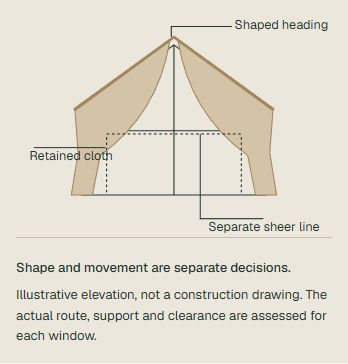 Shaped heading
Retained cloth
Separate sheer line
Shape and movement are separate decisions.
Illustrative elevation, not a construction drawing. The
actual route, support and clearance are assessed for
each window.